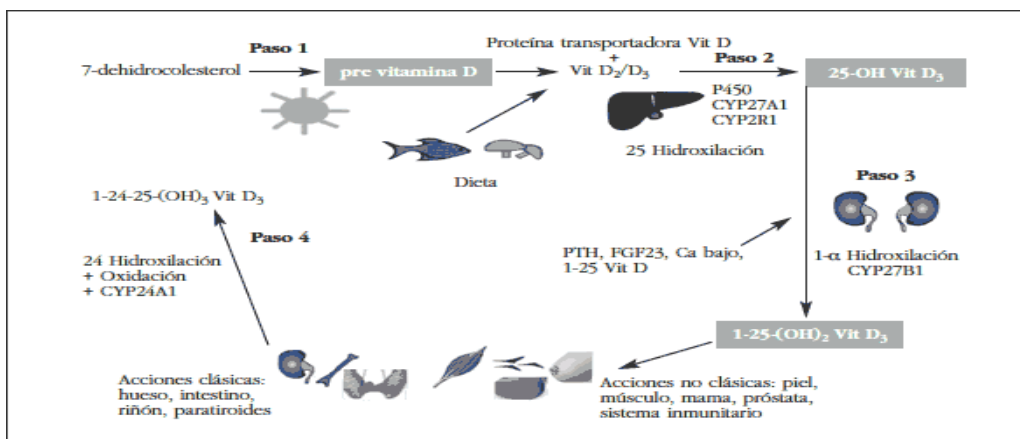 Paso 1
7-dehidrocolesterol
pre vitamina D
Proteína transportadora Vit D
+
Vit D₂/D₃
Paso 2
25-OH Vit D₃
P450
CYP27A1
CYP2R1
25 Hidroxilación
Dieta
Paso 3
1-α Hidroxilación
CYP27B1
PTH, FGF23, Ca bajo,
1-25 Vit D
1-25-(OH)₂ Vit D₃
Acciones no clásicas: piel,
músculo, mama, próstata,
sistema inmunitario
Acciones clásicas:
hueso, intestino,
riñón, paratiroides
Paso 4
24 Hidroxilación
+ Oxidación
+ CYP24A1
1-24-25-(OH)₃ Vit D₃